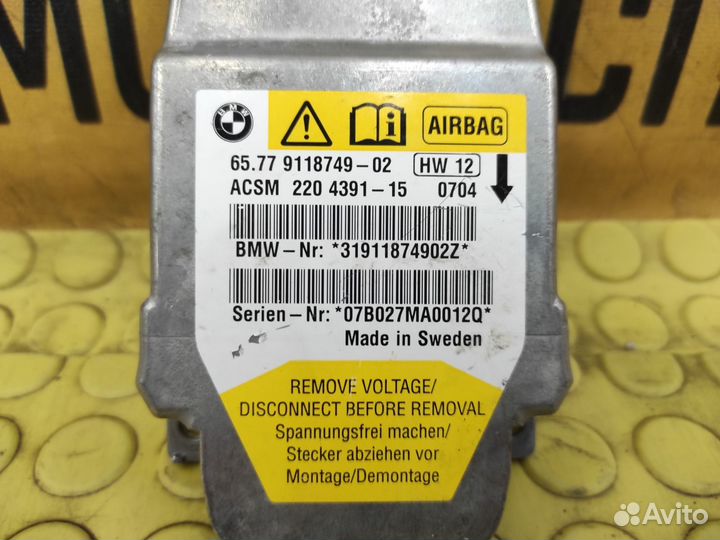 BMW
AIRBAG
65.77 9118749-02 HW 12
ACSM 220 4391-15 0704
BMW-Nr: *31911874902Z*
Serien-Nr: *07B027MA0012Q*
Made in Sweden
REMOVE VOLTAGE/
DISCONNECT BEFORE REMOVAL
Spannungsfrei machen/
Stecker abziehen vor
Montage/Demontage
Avito